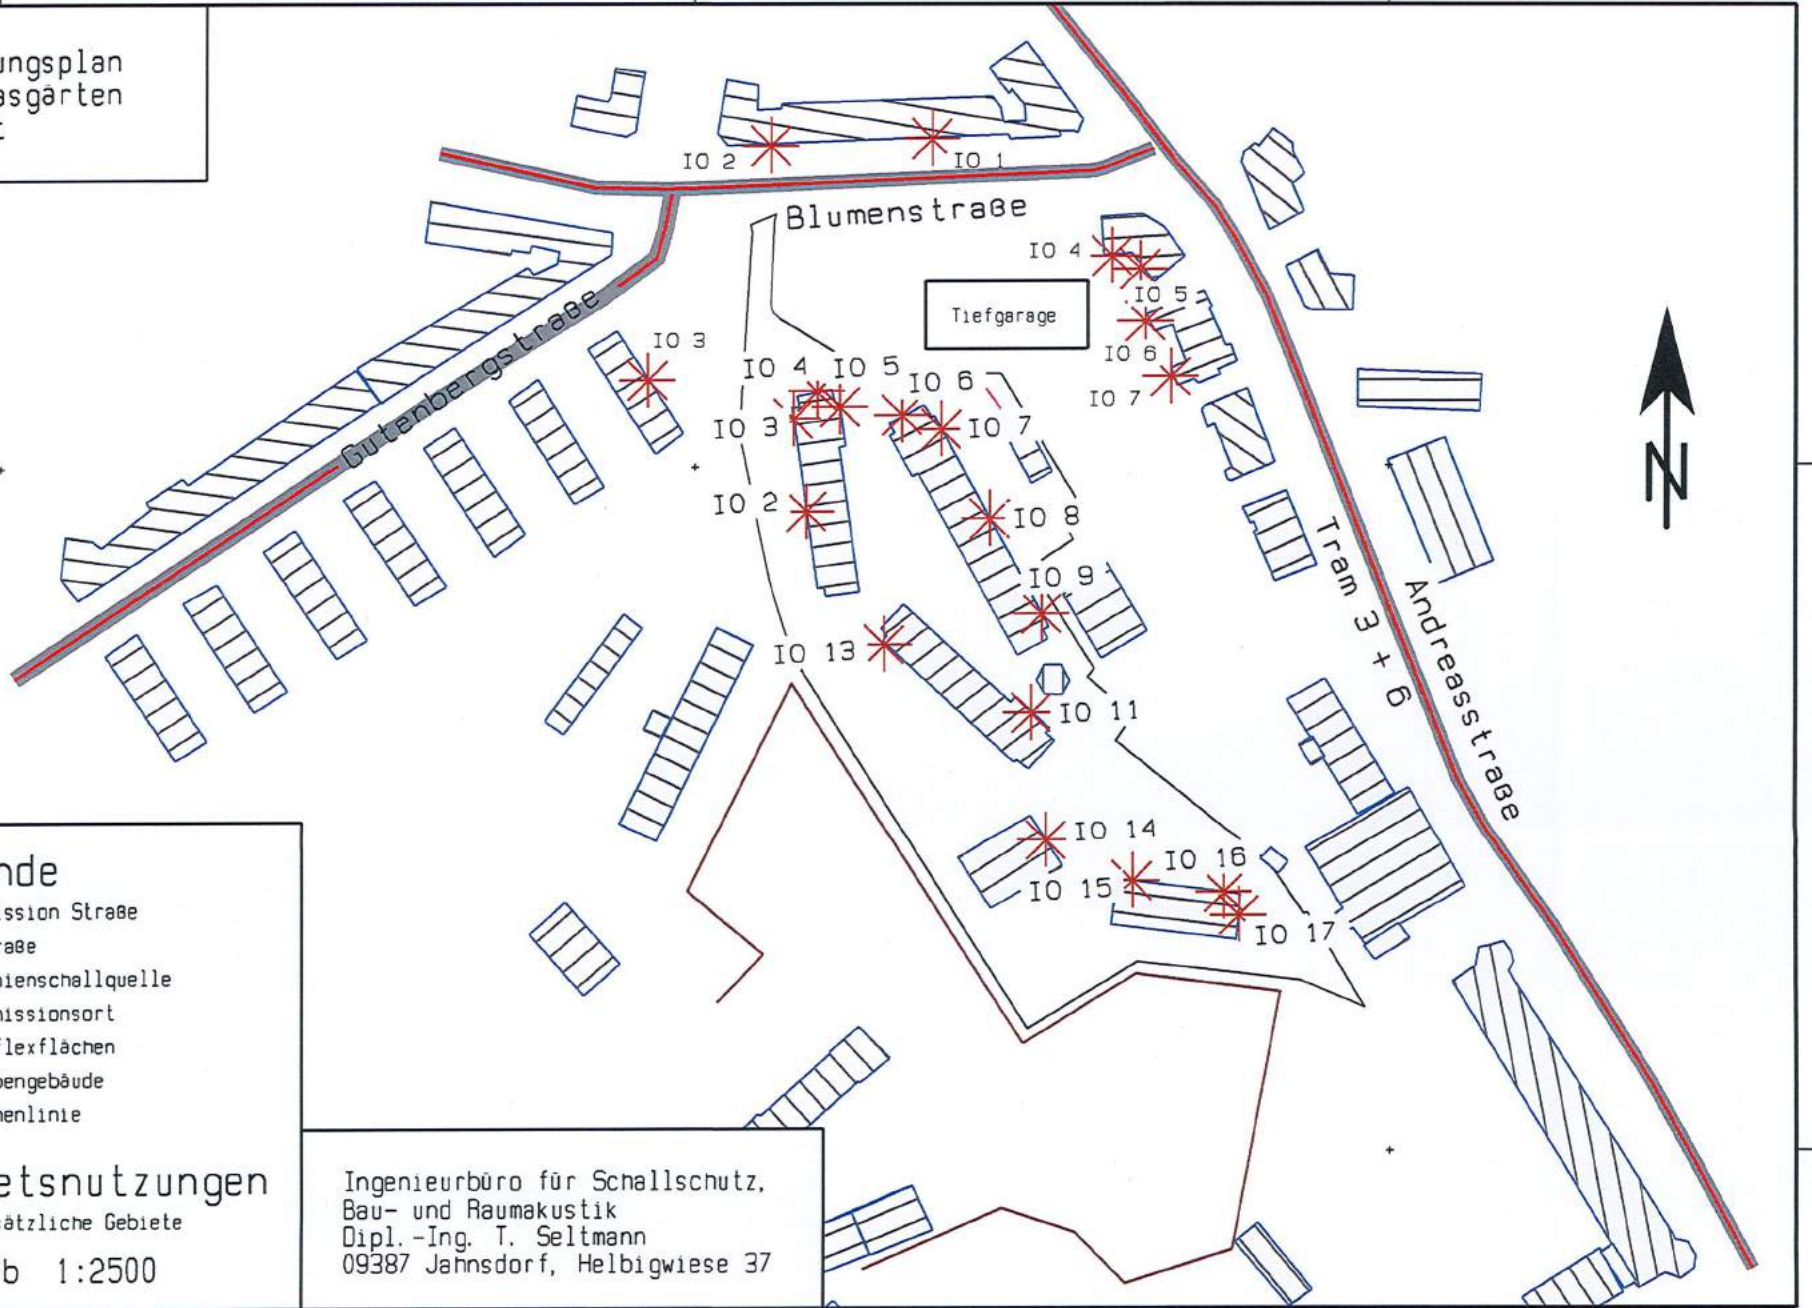 ungsplan
asgärten
IO 2
IO 1
Blumenstraße
IO 4
Tiefgarage
IO 5
IO 3
IO 6
IO 7
Gutenbergstraße
IO 4
IO 5
IO 6
IO 3
IO 7
IO 2
IO 8
IO 9
IO 13
IO 11
Tram 3 + 6
Andreasstraße
IO 14
IO 16
IO 15
IO 17
nde
ssion Straße
raße
nienschallquelle
missionsort
flexflächen
bengebäude
henlinie
etsnutzungen
sätzliche Gebiete
b 1:2500
Ingenieurbüro für Schallschutz,
Bau- und Raumakustik
Dipl.-Ing. T. Seltmann
09387 Jahnsdorf, Helbigwiese 37
N